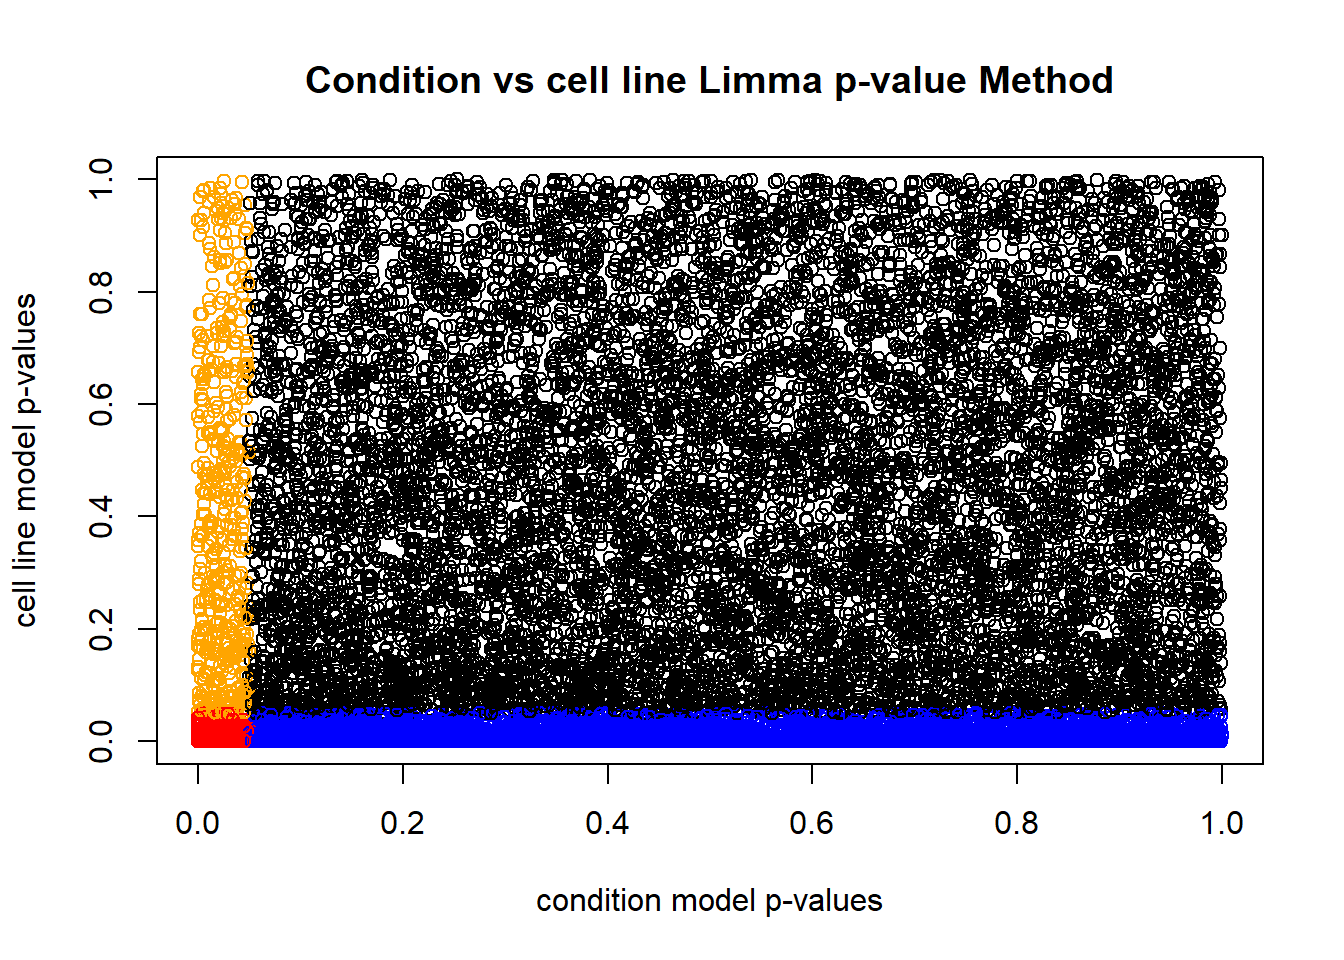 Condition vs cell line Limma p-value Method
cell line model p-values
1.0
0.8
0.6
0.4
0.2
0.0
0.0 0.2 0.4 0.6 0.8 1.0
condition model p-values